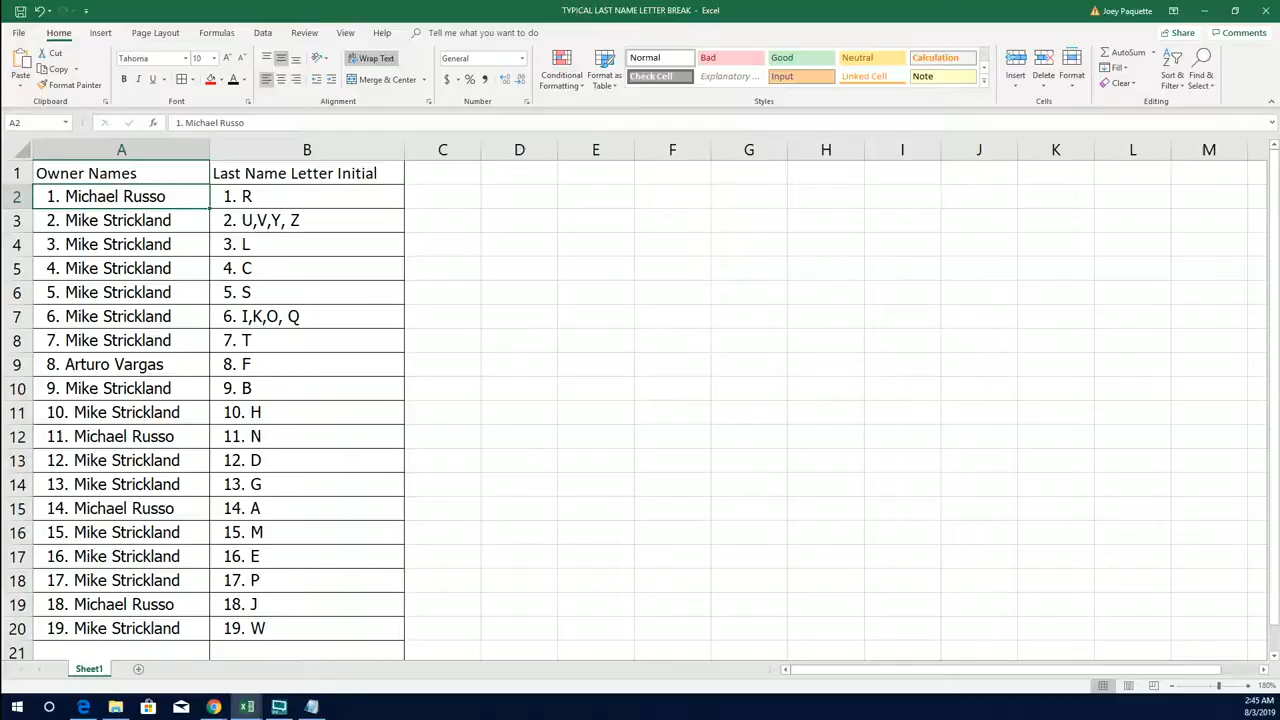 TYPICAL LAST NAME LETTER BREAK - Excel
Joey Paquette
File Home Insert Page Layout Formulas Data Review View Help Tell me what you want to do
Share Comments
Paste
Cut
Copy
Format Painter
Clipboard
Tahoma 10
B I U
Font
Wrap Text
Merge & Center
Alignment
General
$ % ,
Number
Conditional Formatting
Format as Table
Normal Bad Good Neutral Calculation
Check Cell Explanatory ... Input Linked Cell Note
Styles
Insert Delete Format
Cells
AutoSum
Fill
Clear
Sort & Filter
Find & Select
Editing
A2 fx 1. Michael Russo
A B C D E F G H I J K L M
1 Owner Names Last Name Letter Initial
2 1. Michael Russo 1. R
3 2. Mike Strickland 2. U,V,Y, Z
4 3. Mike Strickland 3. L
5 4. Mike Strickland 4. C
6 5. Mike Strickland 5. S
7 6. Mike Strickland 6. I,K,O, Q
8 7. Mike Strickland 7. T
9 8. Arturo Vargas 8. F
10 9. Mike Strickland 9. B
11 10. Mike Strickland 10. H
12 11. Michael Russo 11. N
13 12. Mike Strickland 12. D
14 13. Mike Strickland 13. G
15 14. Michael Russo 14. A
16 15. Mike Strickland 15. M
17 16. Mike Strickland 16. E
18 17. Mike Strickland 17. P
19 18. Michael Russo 18. J
20 19. Mike Strickland 19. W
21
Sheet1
180%
2:45 AM
8/3/2019